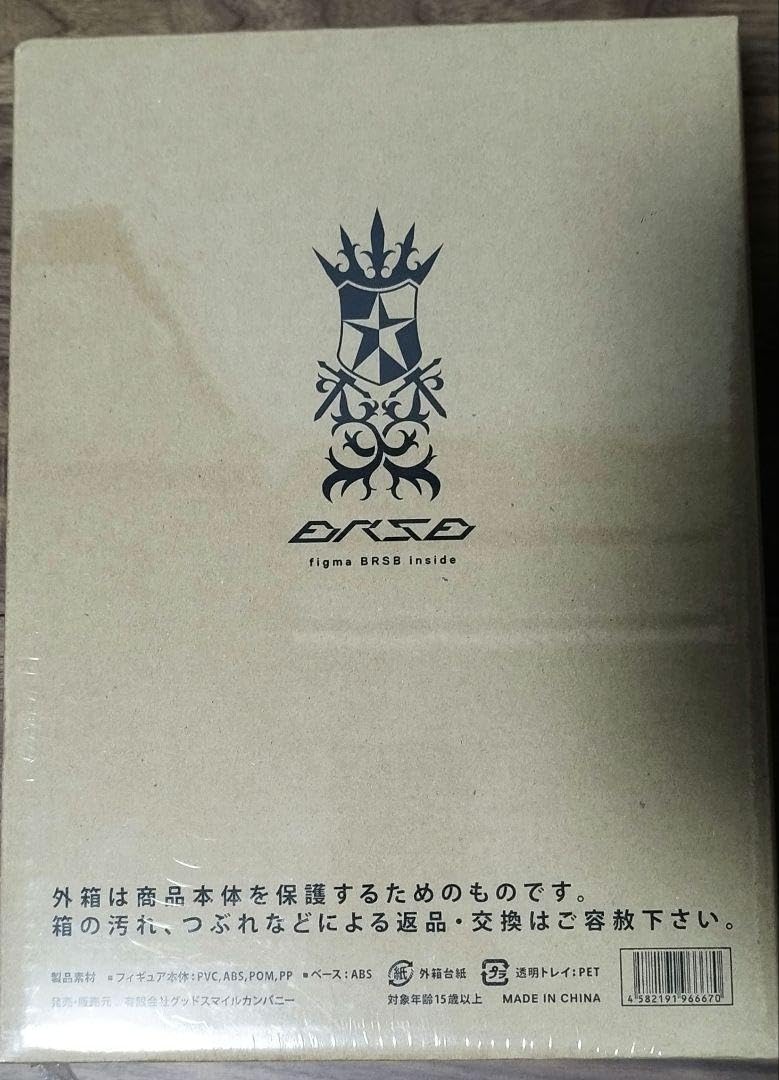 BRSB
figma BRSB inside
外箱は商品本体を保護するためのものです。
箱の汚れ、つぶれなどによる返品・交換はご容赦下さい。
製品素材 ■フィギュア本体:PVC,ABS,POM,PP ■ベース:ABS 紙 外箱台紙 プラ 透明トレイ:PET
発売・販売元 有限会社グッドスマイルカンパニー 対象年齢15歳以上 MADE IN CHINA
4 582191 966670